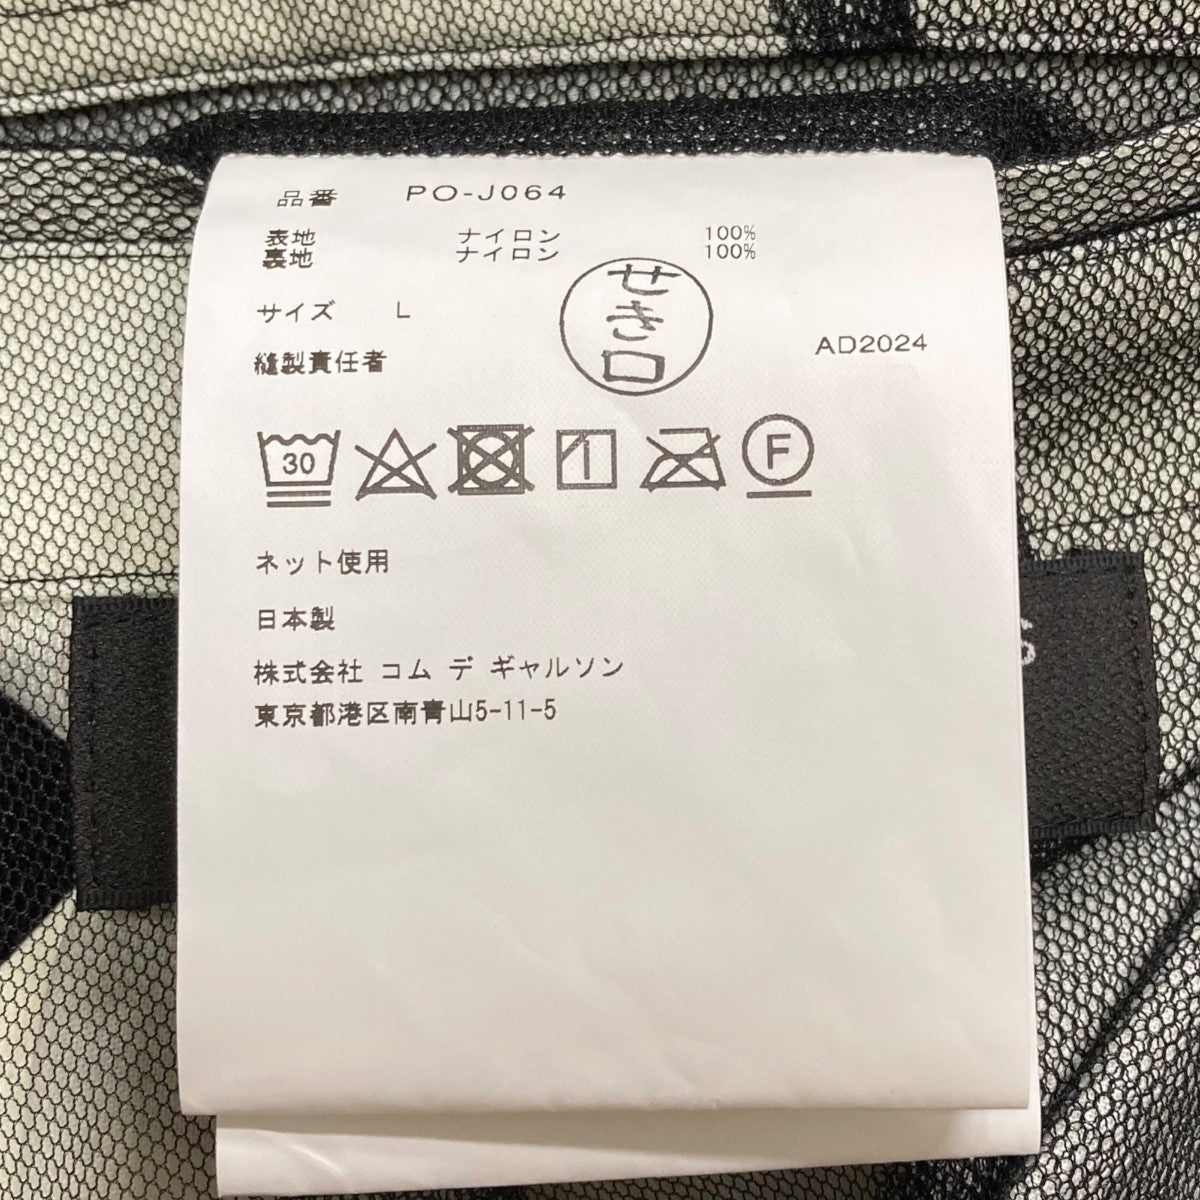 品番 PO-J064
表地 ナイロン 100%
裏地 ナイロン 100%
サイズ L
縫製責任者
せき口
AD2024
30 F
ネット使用
日本製
株式会社 コム デ ギャルソン
東京都港区南青山5-11-5